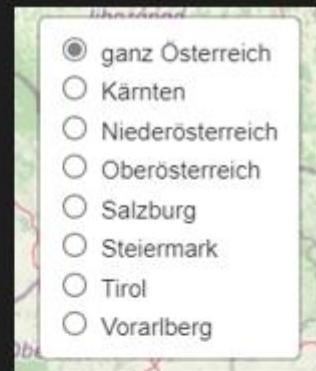 ganz Österreich
Kärnten
Niederösterreich
Oberösterreich
Salzburg
Steiermark
Tirol
Vorarlberg